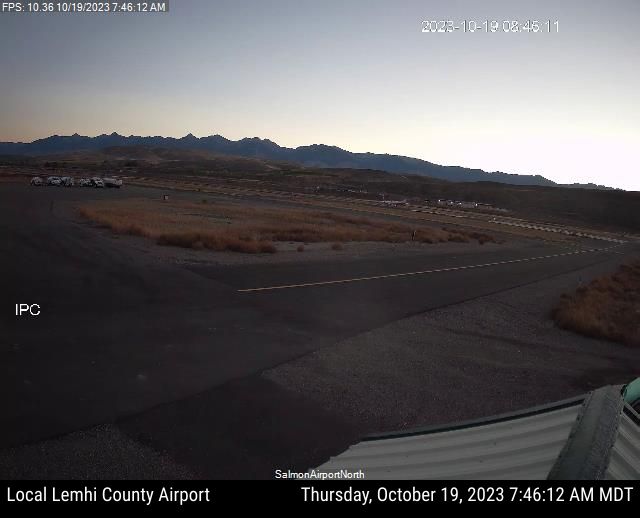 FPS: 10.36 10/19/2023 7:46:12 AM
2023-10-19 08:45:11
IPC
SalmonAirportNorth
Local Lemhi County Airport Thursday, October 19, 2023 7:46:12 AM MDT